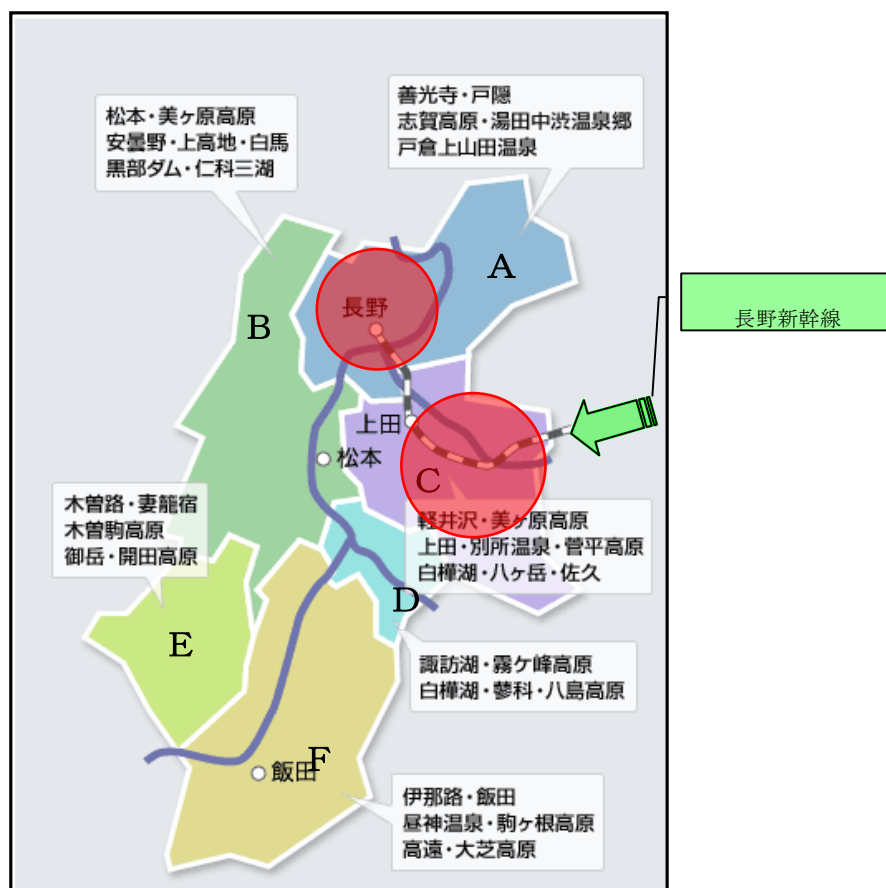 松本・美ヶ原高原
安曇野・上高地・白馬
黒部ダム・仁科三湖
善光寺・戸隠
志賀高原・湯田中渋温泉郷
戸倉上山田温泉
A
長野
B
長野新幹線
上田
松本
C
木曽路・妻籠宿
木曽駒高原
御岳・開田高原
軽井沢・美ヶ原高原
上田・別所温泉・菅平高原
白樺湖・八ヶ岳・佐久
D
E
諏訪湖・霧ケ峰高原
白樺湖・蓼科・八島高原
F
飯田
伊那路・飯田
昼神温泉・駒ヶ根高原
高遠・大芝高原